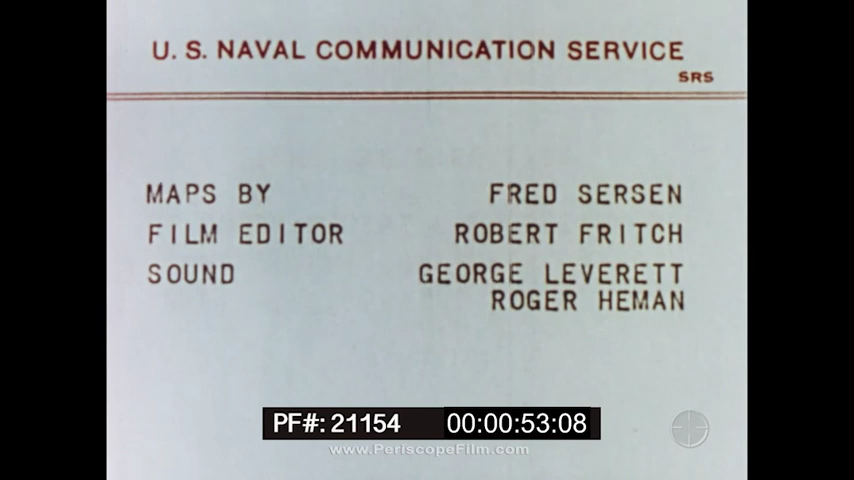 U. S. NAVAL COMMUNICATION SERVICE
SRS
MAPS BY FRED SERSEN
FILM EDITOR ROBERT FRITCH
SOUND GEORGE LEVERETT
ROGER HEMAN
PF#: 21154 00:00:53:08
www.PeriscopeFilm.com